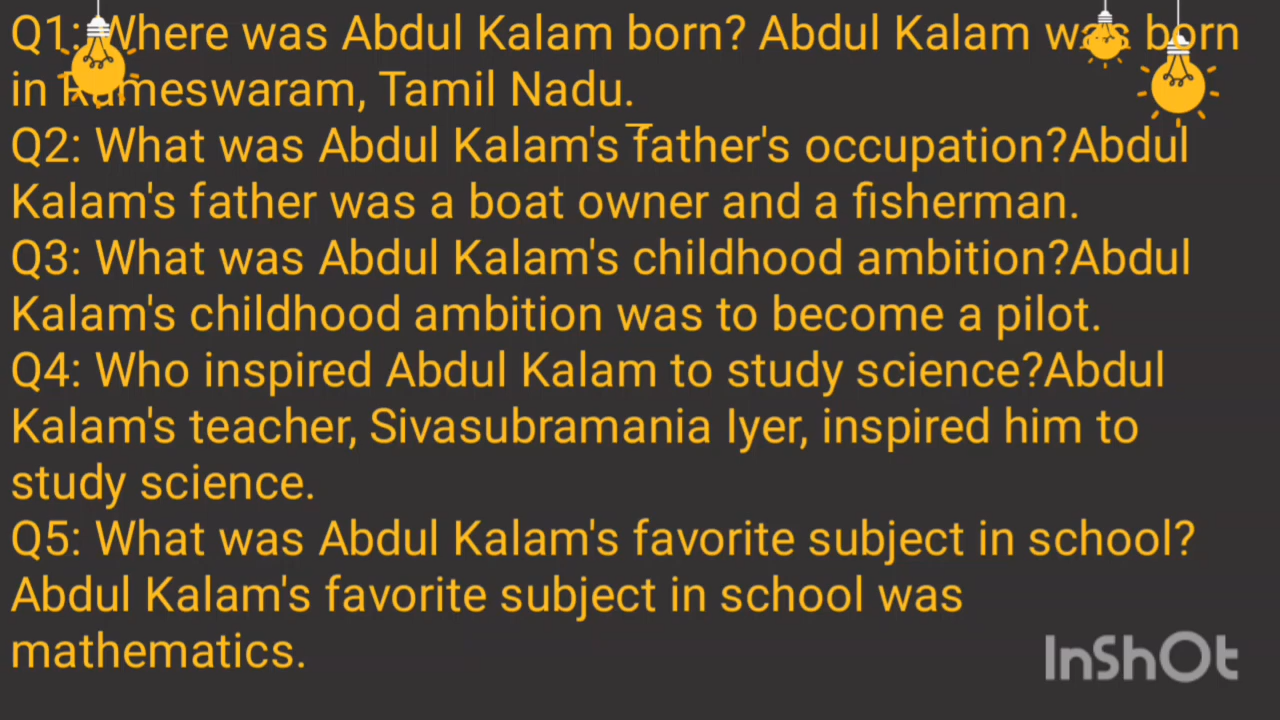 Q1: Where was Abdul Kalam born? Abdul Kalam was born
in Rameswaram, Tamil Nadu.
Q2: What was Abdul Kalam's father's occupation?Abdul
Kalam's father was a boat owner and a fisherman.
Q3: What was Abdul Kalam's childhood ambition?Abdul
Kalam's childhood ambition was to become a pilot.
Q4: Who inspired Abdul Kalam to study science?Abdul
Kalam's teacher, Sivasubramania Iyer, inspired him to
study science.
Q5: What was Abdul Kalam's favorite subject in school?
Abdul Kalam's favorite subject in school was
mathematics.
InShOt